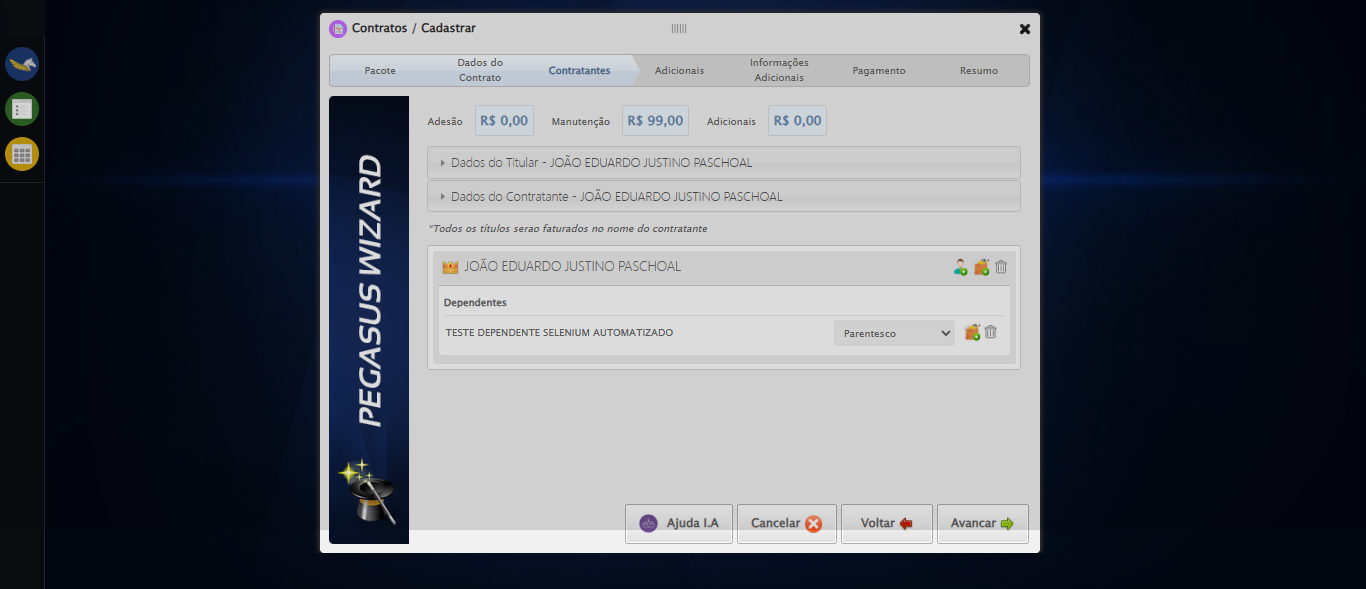 Contratos / Cadastrar
Pacote
Dados do
Contrato
Contratantes
Adicionais
Informações
Adicionais
Pagamento
Resumo
PEGASUS WIZARD
Adesão R$ 0,00 Manutenção R$ 99,00 Adicionais R$ 0,00
Dados do Titular - JOÃO EDUARDO JUSTINO PASCHOAL
Dados do Contratante - JOÃO EDUARDO JUSTINO PASCHOAL
*Todos os títulos serao faturados no nome do contratante
JOÃO EDUARDO JUSTINO PASCHOAL
Dependentes
TESTE DEPENDENTE SELENIUM AUTOMATIZADO Parentesco
Ajuda I.A Cancelar Voltar Avancar